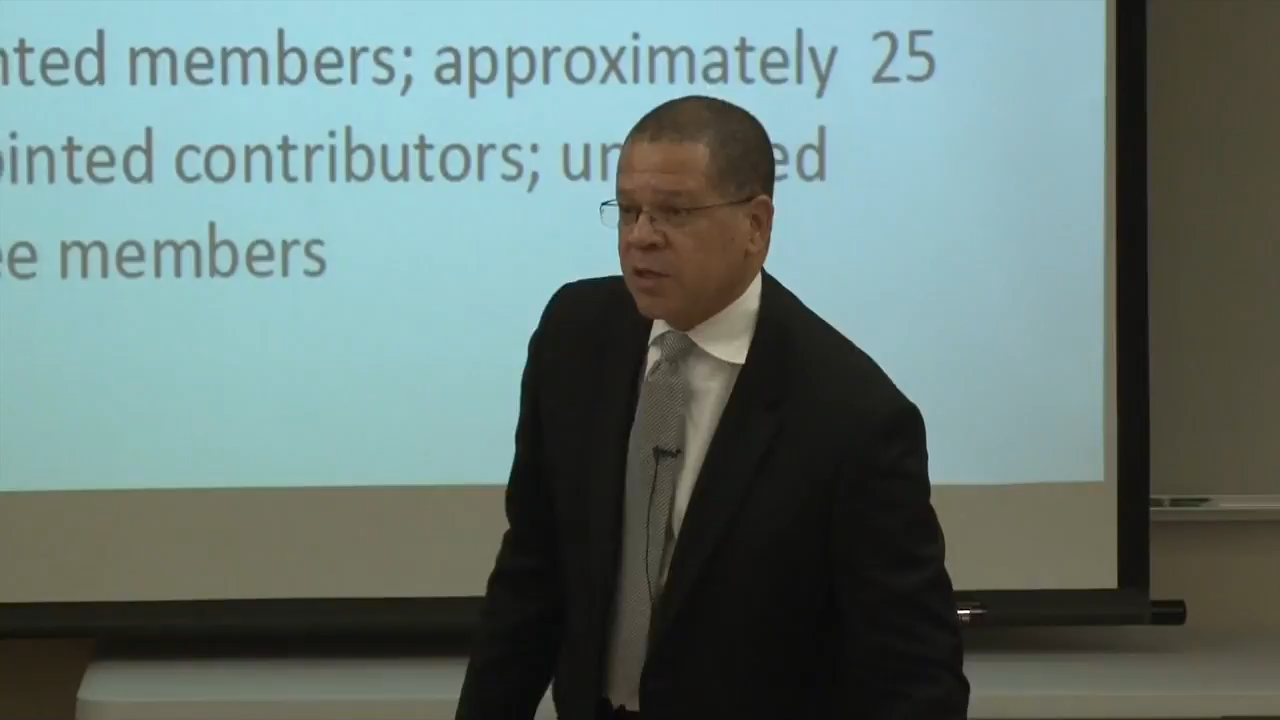 nted members; approximately 25
ointed contributors; un ed
ee members